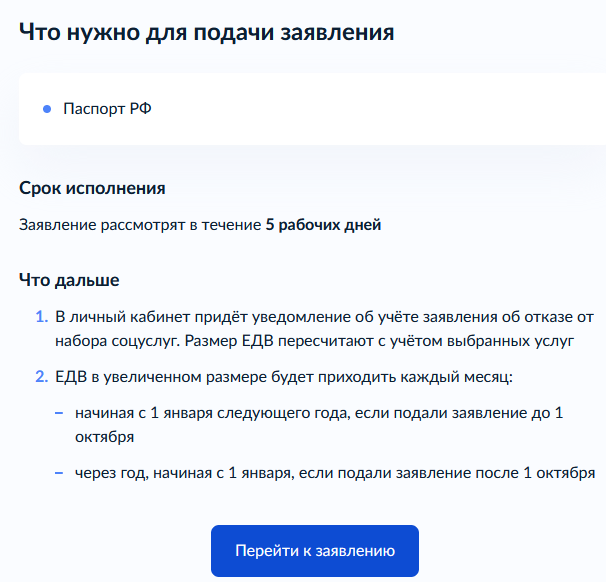 Что нужно для подачи заявления
Паспорт РФ
Срок исполнения
Заявление рассмотрят в течение 5 рабочих дней
Что дальше
1. В личный кабинет придёт уведомление об учёте заявления об отказе от
набора соцуслуг. Размер ЕДВ пересчитают с учётом выбранных услуг
2. ЕДВ в увеличенном размере будет приходить каждый месяц:
– начиная с 1 января следующего года, если подали заявление до 1
октября
– через год, начиная с 1 января, если подали заявление после 1 октября
Перейти к заявлению